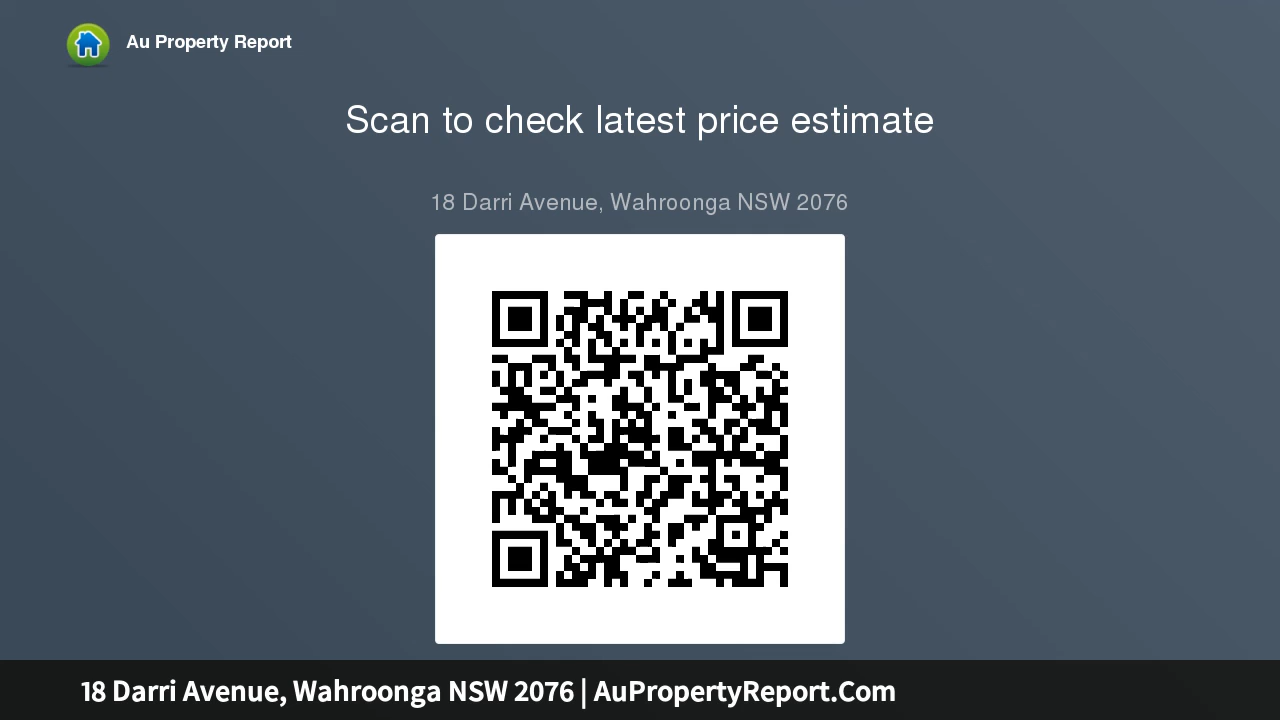 Au Property Report
Scan to check latest price estimate
18 Darri Avenue, Wahroonga NSW 2076
18 Darri Avenue, Wahroonga NSW 2076 | AuPropertyReport.Com